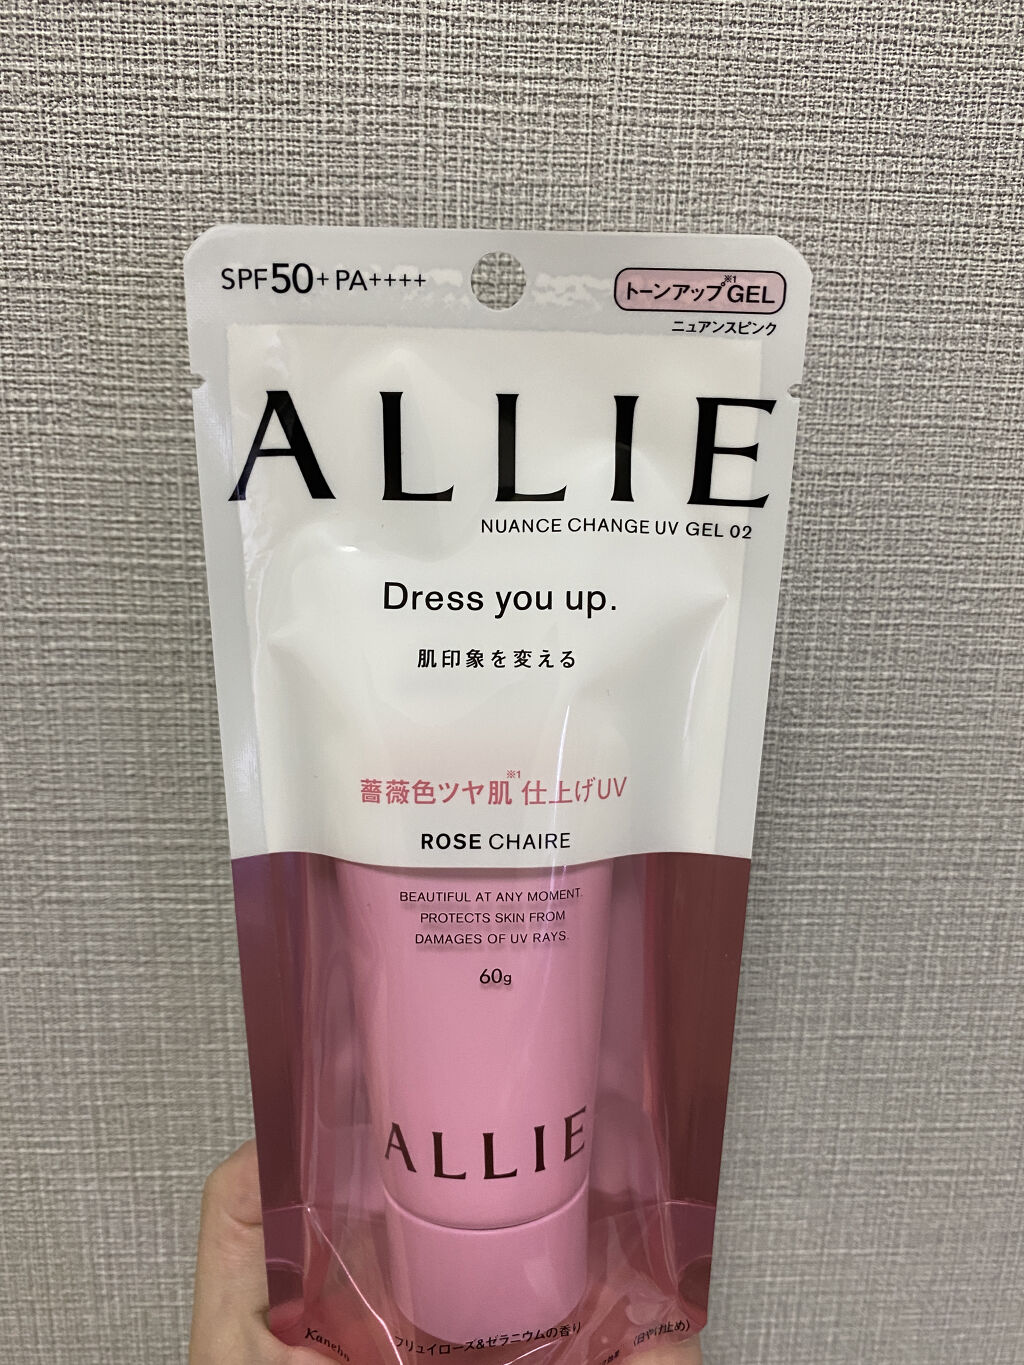 SPF50+ PA++++
トーンアップ※1 GEL
ニュアンスピンク
ALLIE
NUANCE CHANGE UV GEL 02
Dress you up.
肌印象を変える
薔薇色ツヤ肌※1仕上げUV
ROSE CHAIRE
BEAUTIFUL AT ANY MOMENT.
PROTECTS SKIN FROM
DAMAGES OF UV RAYS.
60g
ALLIE
フリュイローズ&ゼラニウムの香り
Kanebo
(日やけ止め)